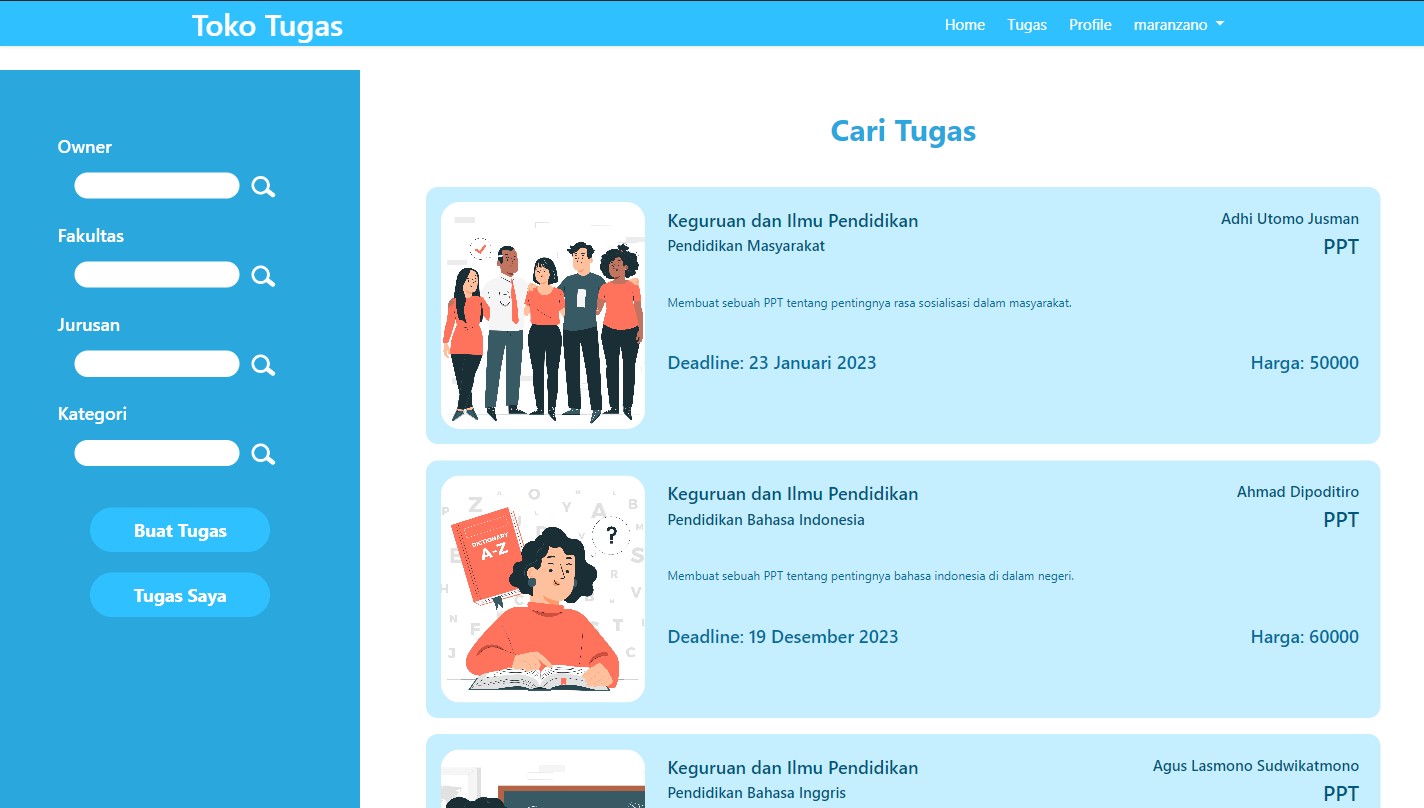 Toko Tugas
Home Tugas Profile maranzano
Owner
Fakultas
Jurusan
Kategori
Buat Tugas
Tugas Saya
Cari Tugas
Keguruan dan Ilmu Pendidikan
Adhi Utomo Jusman
Pendidikan Masyarakat
PPT
Membuat sebuah PPT tentang pentingnya rasa sosialisasi dalam masyarakat.
Deadline: 23 Januari 2023
Harga: 50000
DICTIONARY
A-Z
?
Keguruan dan Ilmu Pendidikan
Ahmad Dipoditiro
Pendidikan Bahasa Indonesia
PPT
Membuat sebuah PPT tentang pentingnya bahasa indonesia di dalam negeri.
Deadline: 19 Desember 2023
Harga: 60000
Keguruan dan Ilmu Pendidikan
Agus Lasmono Sudwikatmono
Pendidikan Bahasa Inggris
PPT